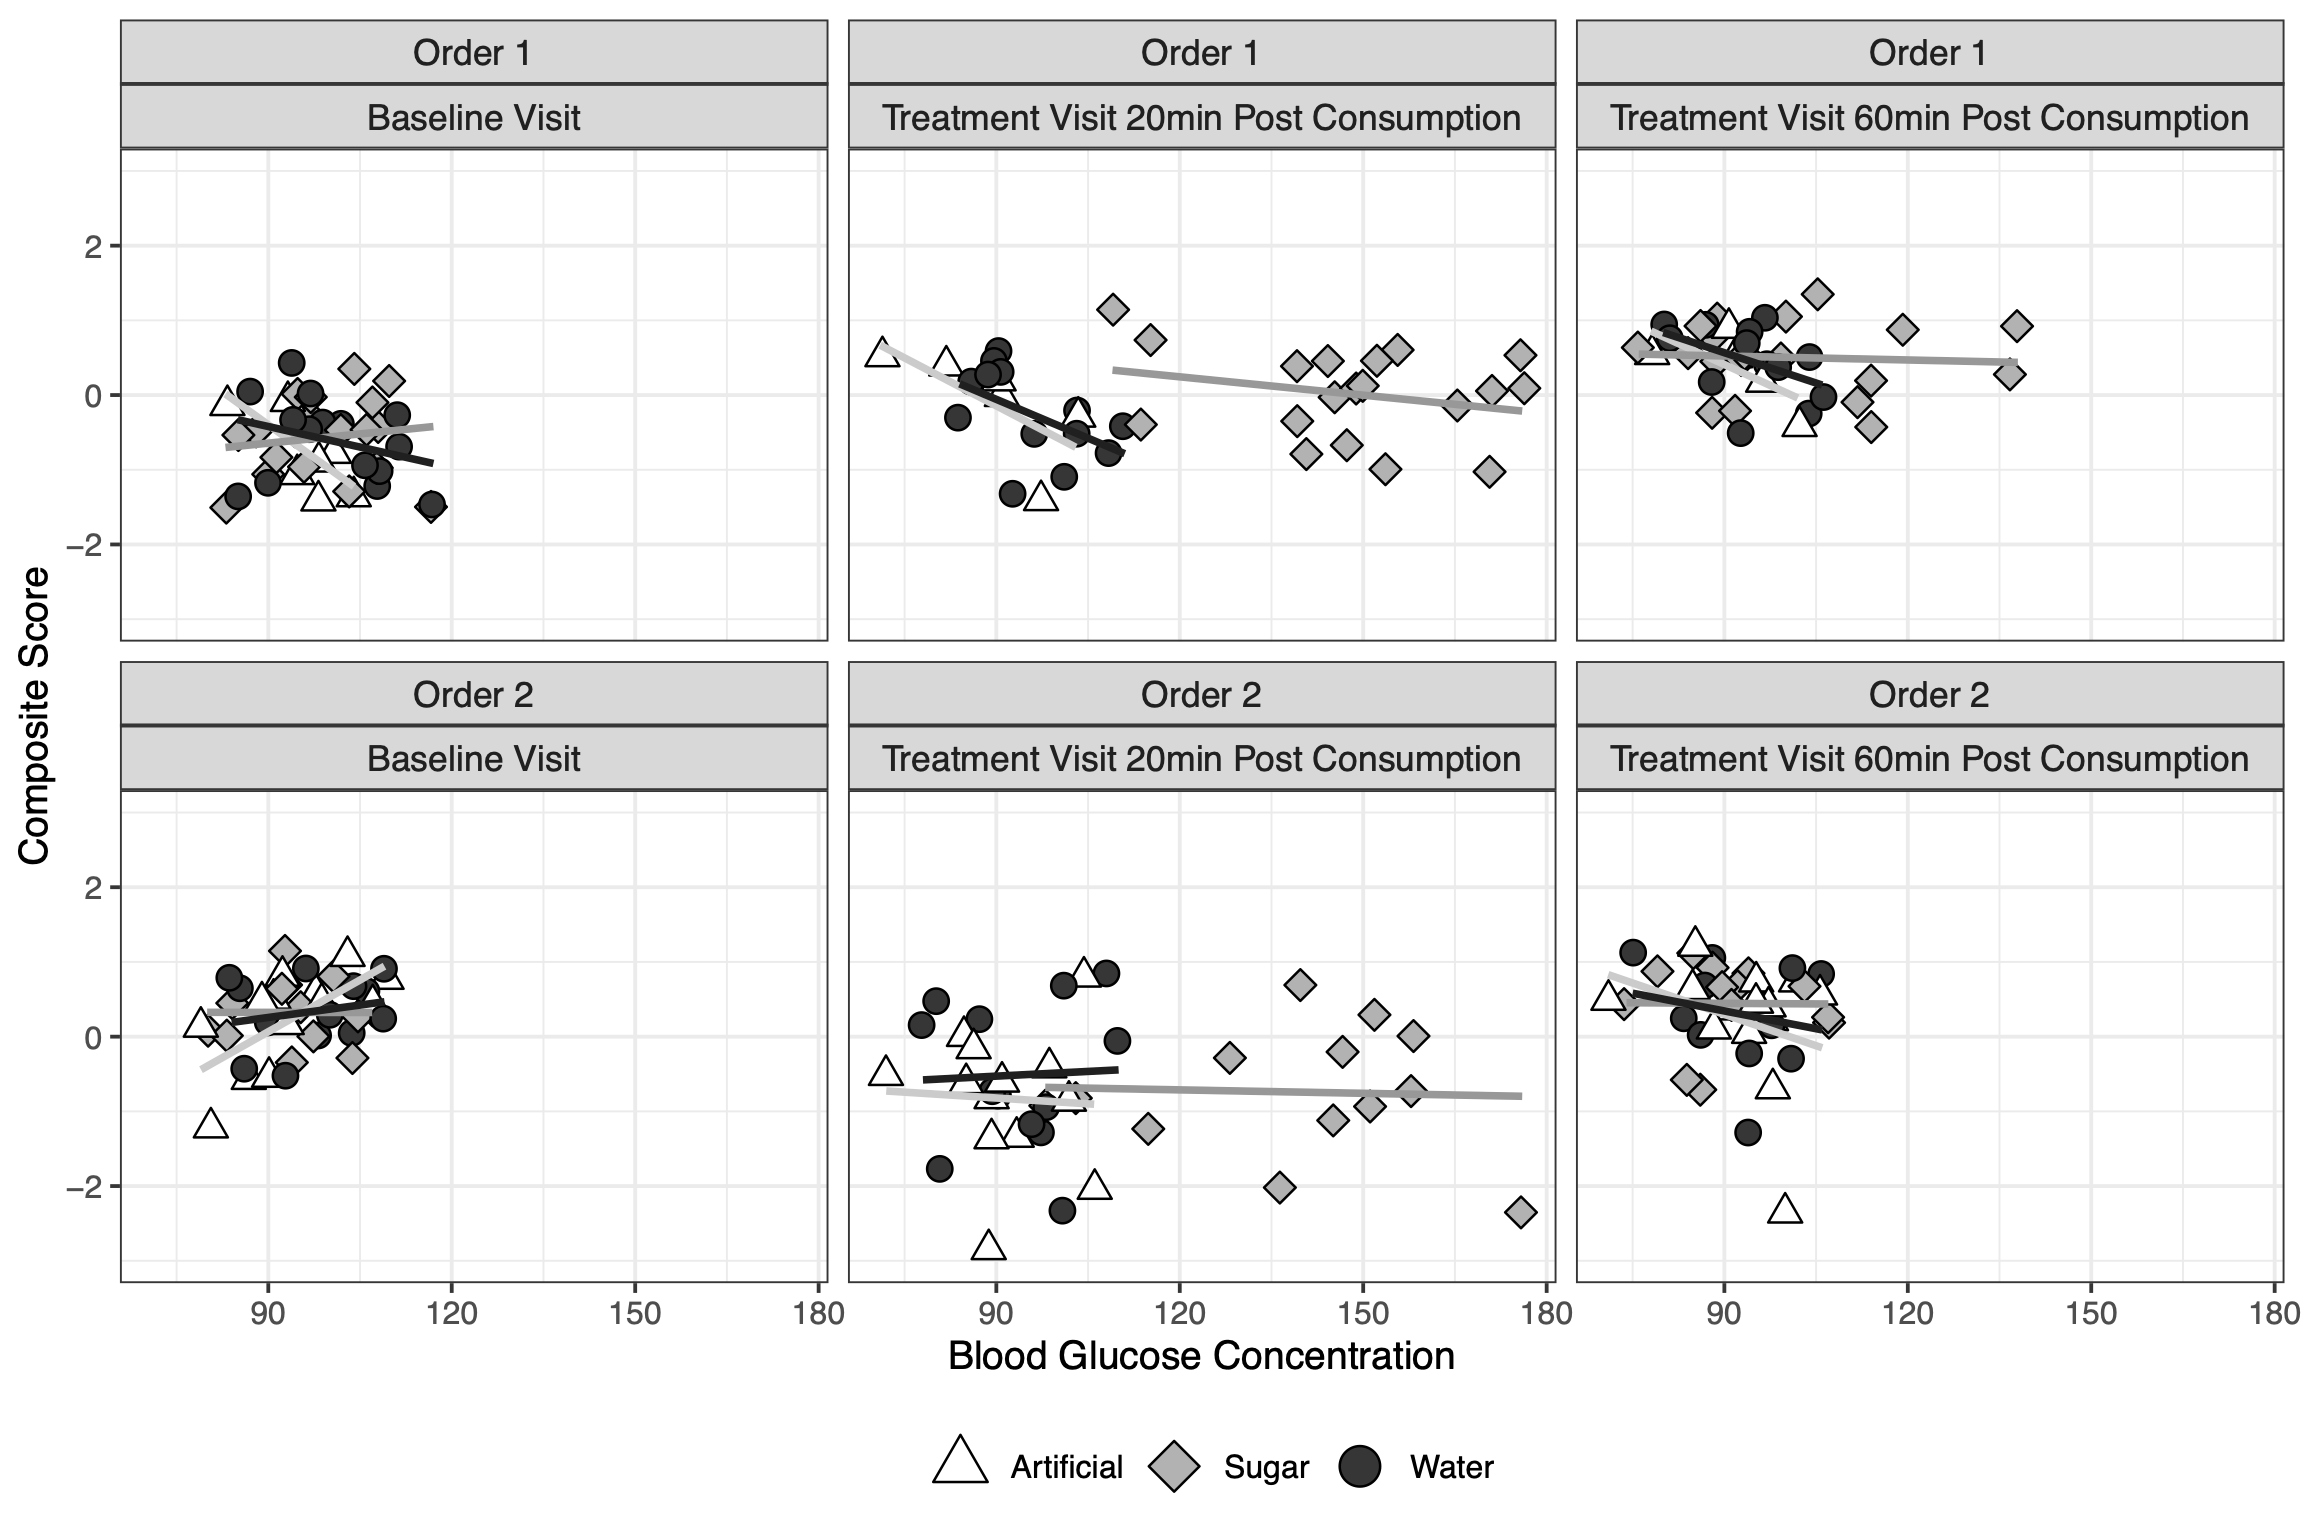 Order 1
Order 1
Order 1
Baseline Visit
Treatment Visit 20min Post Consumption
Treatment Visit 60min Post Consumption
2
0
−2
Composite Score
Order 2
Order 2
Order 2
Baseline Visit
Treatment Visit 20min Post Consumption
Treatment Visit 60min Post Consumption
2
0
−2
90 120 150 180 90 120 150 180 90 120 150 180
Blood Glucose Concentration
Artificial Sugar Water